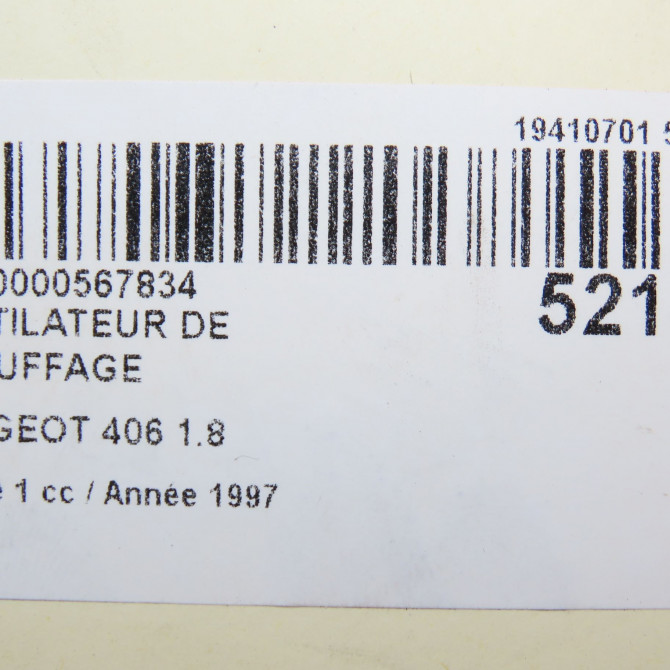 19410701 5
0000567834
521
TILATEUR DE
UFFAGE
GEOT 406 1.8
e 1 cc / Année 1997